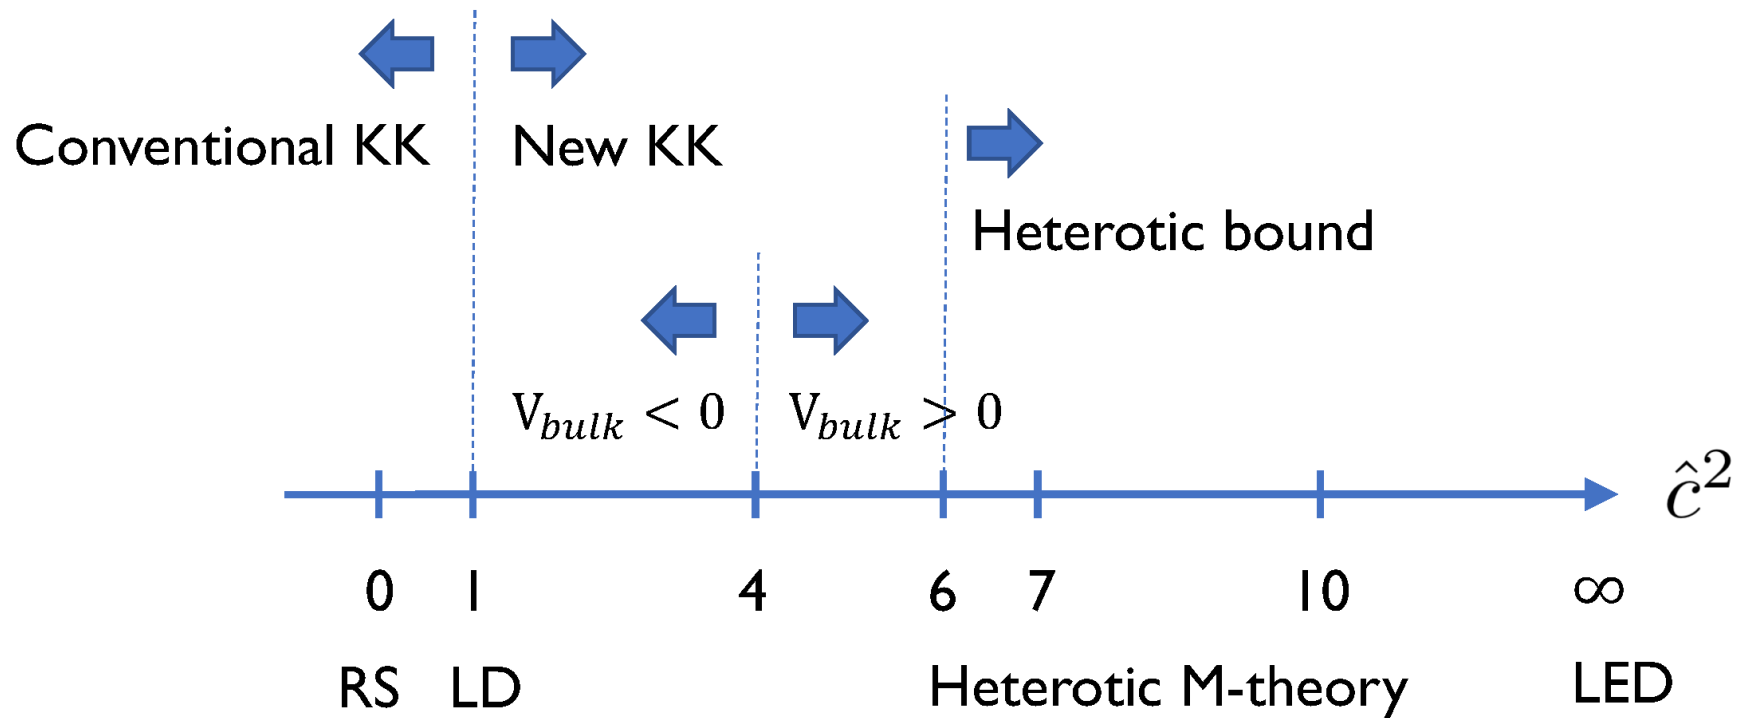 Conventional KK New KK
Heterotic bound
V_bulk < 0 V_bulk > 0
ĉ²
0 1 4 6 7 10 ∞
RS LD Heterotic M-theory LED